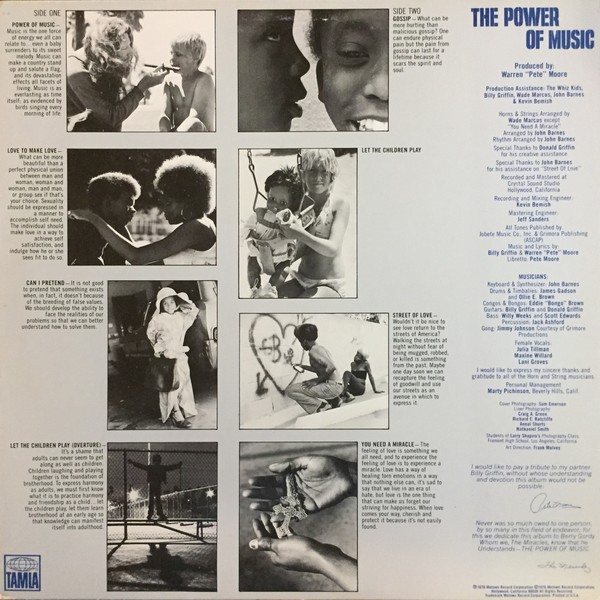 SIDE ONE
POWER OF MUSIC—
Music is the one force
of energy we all can
relate to... even a baby
surrenders to its sweet
melody. Music can
make a country stand
up and salute a flag,
and its devastation
affects all facets of
living. Music is as
everlasting as time
itself, as evidenced by
birds singing every
morning of life.
LOVE TO MAKE LOVE—
What can be more
beautiful than a
perfect physical union
between man and
woman, woman and
woman, man and man,
or group sex if that's
your choice. Sexuality
should be expressed in
a manner to
accomplish self need.
The individual should
make love in a way to
achieve self
satisfaction, and
indulge how he or she
sees fit to do so.
CAN I PRETEND—It is not good
to pretend that something exists
when, in fact, it doesn't because
of the breeding of false values.
We should develop the ability to
face the realities of our
problems so that we can better
understand how to solve them.
LET THE CHILDREN PLAY (OVERTURE)—
It's a shame that
adults can never seem to get
along as well as children.
Children laughing and playing
together is the foundation of
brotherhood. To express harmony
as adults, we must first know
what it is to practice harmony
and friendship as a child... let
the children play, let them learn
brotherhood at an early age so
that knowledge can manifest
itself into adulthood.
TAMLA
SIDE TWO
GOSSIP—What can be
more hurting than
malicious gossip? One
can endure physical
pain but the pain from
gossip can last for a
lifetime because it
scars the spirit and
soul.
LET THE CHILDREN PLAY
STREET OF LOVE—
Wouldn't it be nice to
see love return to the
streets of America?
Walking the streets at
night without fear of
being mugged, robbed,
or killed is something
from the past. Maybe
one day soon we can
recapture the feeling
of goodwill and use
our streets as an
avenue in which to
express it.
YOU NEED A MIRACLE—The
feeling of love is something
we all need, and to experience
the feeling of love is to experience
a miracle. Love has a way of
healing torn emotions in a way
that nothing else can, it's sad to
say that we live in an era of
hate, but love is the one thing
that can make us forget our
striving for happiness. When love
comes your way, cherish and
protect it because it's not easily
found.
THE POWER
OF MUSIC
Produced by:
Warren "Pete" Moore
Production Assistance: The Whiz Kids,
Billy Griffin, Wade Marcus, John Barnes
& Kevin Bemish
Horns & Strings Arranged by
Wade Marcus except
"You Need A Miracle"
Arranged by John Barnes
Rhythm Arranged by John Barnes
Special Thanks to Donald Griffin
for his creative assistance
Special Thanks to John Barnes
for his assistance on "Street Of Love"
Recorded and Mastered at
Crystal Sound Studio
Hollywood, California
Recording and Mixing Engineer:
Kevin Bemish
Mastering Engineer:
Jeff Sanders
All Tunes Published by
Jobete Music Co., Inc. & Grimora Publishing
(ASCAP)
Music and Lyrics by:
Billy Griffin & Warren "Pete" Moore
Libretto: Pete Moore
MUSICIANS:
Keyboard & Synthesizer: John Barnes
Drums & Timbales: James Gadson
and Ollie E. Brown
Congos & Bongos: Eddie "Bongo" Brown
Guitars: Billy Griffin and Donald Griffin
Bass: Willy Weeks and Scott Edwards
Percussion: Jack Ashford
Gong: Jimmy Johnson Courtesy of Grimora
Productions
Female Vocals:
Julia Tillman
Maxine Willard
Lani Groves
I would like to express my sincere thanks and
gratitude to all of the Horn and String musicians.
Personal Management
Marty Pichinson, Beverly Hills, Calif.
Cover Photography: Sam Emerson
Liner Photography:
Craig A. Green
Richard E. Ratcliffe
Annal Shorts
Nathaniel Smith
Students of Larry Shapiro's Photography Class,
Fremont High School, Los Angeles, California
Art Direction: Frank Mulvey
I would like to pay a tribute to my partner
Billy Griffin, without whose understanding
and devotion this album would not be
possible.
Never was so much owed to one person,
by so many in this field of endeavor, for
this we dedicate this album to Berry Gordy
Whom we, The Miracles, know that he
Understands—THE POWER OF MUSIC
© 1976 Motown Record Corporation ℗ 1976 Motown Record Corporation
Hollywood, California 90028 All Rights Reserved.
Trademark Motown Record Corporation. Printed in U.S.A.